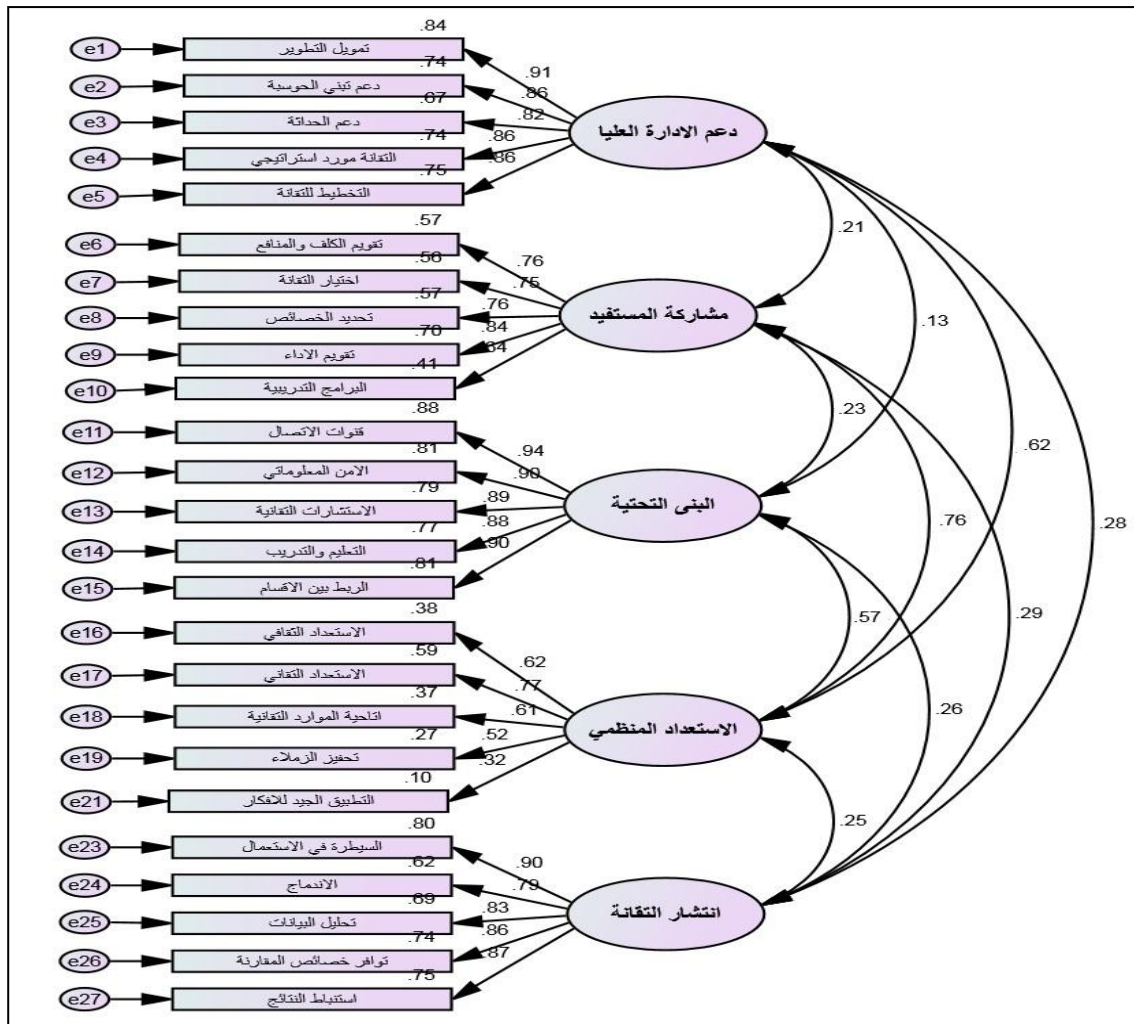 .84
e1 تمويل التطوير
.74
.91
e2 دعم تبني الحوسبة
.86
.67
e3 دعم الحداثة
.82
دعم الادارة العليا
.74
e4 التقانة مورد استراتيجي
.86
.75
.86
e5 التخطيط للتقانة
.57
.21
e6 تقويم الكلف والمنافع
.56
.76
e7 اختيار التقانة
.75
.57
e8 تحديد الخصائص
.76
مشاركة المستفيد
.70
e9 تقويم الاداء
.84
.13
.41
.64
e10 البرامج التدريبية
.88
.23
e11 قنوات الاتصال
.81
.94
.62
e12 الامن المعلوماتي
.90
.79
e13 الاستشارات التقانية
.89
البنى التحتية
.77
.88
.76
.28
e14 التعليم والتدريب
.90
.81
e15 الربط بين الاقسام
.38
.57
.29
e16 الاستعداد الثقافي
.59
.62
e17 الاستعداد التقاني
.77
.37
e18 اتاحية الموارد التقانية
.61
.26
الاستعداد المنظمي
.27
.52
e19 تحفيز الزملاء
.32
.10
e21 التطبيق الجيد للافكار
.80
.25
e23 السيطرة في الاستعمال
.62
.90
e24 الاندماج
.79
.69
e25 تحليل البيانات
.83
انتشار التقانة
.74
.86
e26 توافر خصائص المقارنة
.87
.75
e27 استنباط النتائج